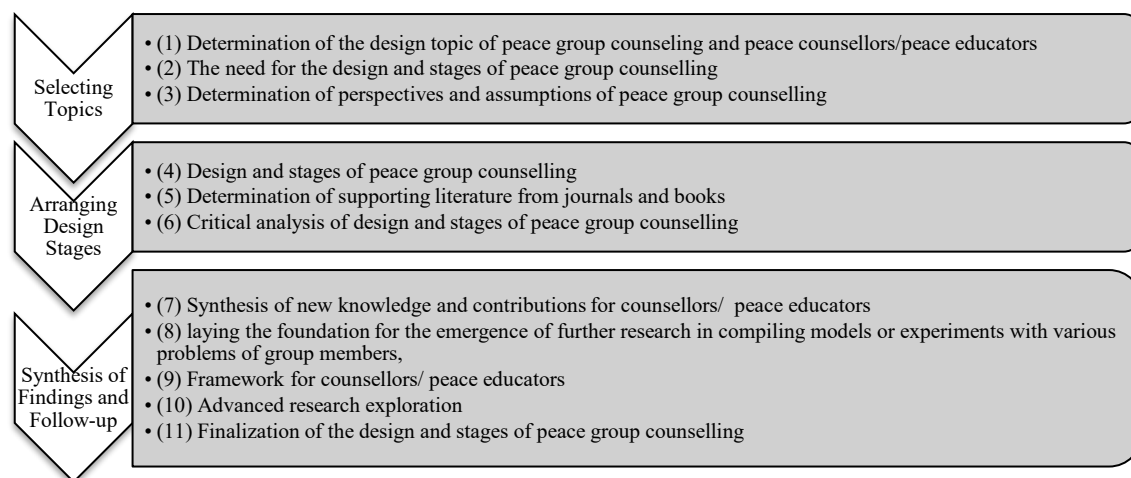 Selecting
Topics
• (1) Determination of the design topic of peace group counseling and peace counsellors/peace educators
• (2) The need for the design and stages of peace group counselling
• (3) Determination of perspectives and assumptions of peace group counselling
Arranging
Design
Stages
• (4) Design and stages of peace group counselling
• (5) Determination of supporting literature from journals and books
• (6) Critical analysis of design and stages of peace group counselling
Synthesis of
Findings and
Follow-up
• (7) Synthesis of new knowledge and contributions for counsellors/ peace educators
• (8) laying the foundation for the emergence of further research in compiling models or experiments with various
problems of group members,
• (9) Framework for counsellors/ peace educators
• (10) Advanced research exploration
• (11) Finalization of the design and stages of peace group counselling